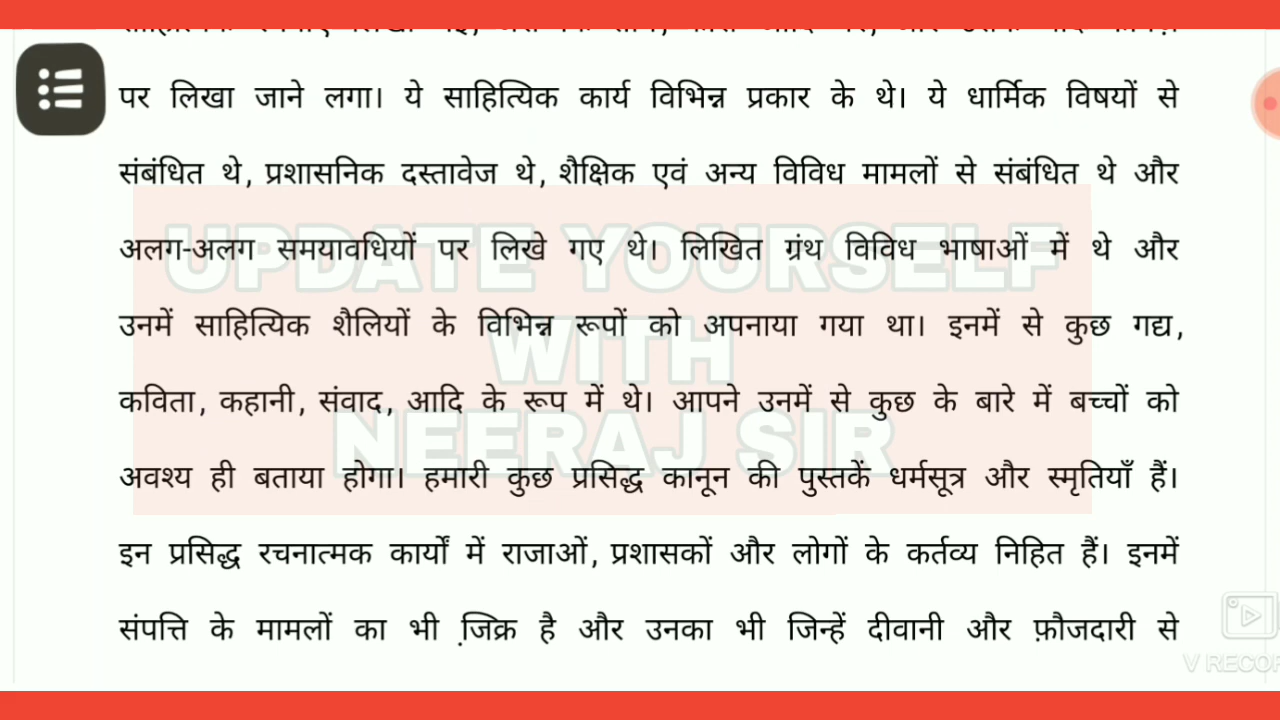 पर लिखा जाने लगा। ये साहित्यिक कार्य विभिन्न प्रकार के थे। ये धार्मिक विषयों से
संबंधित थे, प्रशासनिक दस्तावेज थे, शैक्षिक एवं अन्य विविध मामलों से संबंधित थे और
अलग-अलग समयावधियों पर लिखे गए थे। लिखित ग्रंथ विविध भाषाओं में थे और
उनमें साहित्यिक शैलियों के विभिन्न रूपों को अपनाया गया था। इनमें से कुछ गद्य,
कविता, कहानी, संवाद, आदि के रूप में थे। आपने उनमें से कुछ के बारे में बच्चों को
अवश्य ही बताया होगा। हमारी कुछ प्रसिद्ध कानून की पुस्तकें धर्मसूत्र और स्मृतियाँ हैं।
इन प्रसिद्ध रचनात्मक कार्यों में राजाओं, प्रशासकों और लोगों के कर्तव्य निहित हैं। इनमें
संपत्ति के मामलों का भी ज़िक्र है और उनका भी जिन्हें दीवानी और फ़ौजदारी से
UPDATE YOURSELF
WITH
NEERAJ SIR
V RECOR